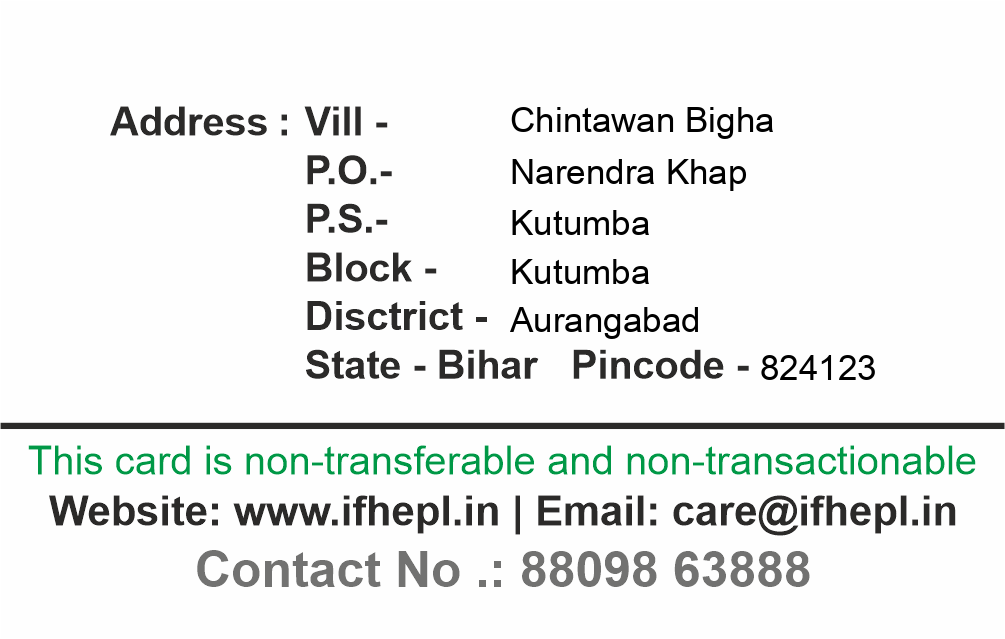 Address : Vill - Chintawan Bigha
P.O.- Narendra Khap
P.S.- Kutumba
Block - Kutumba
Disctrict - Aurangabad
State - Bihar Pincode - 824123
This card is non-transferable and non-transactionable
Website: www.ifhepl.in | Email: care@ifhepl.in
Contact No .: 88098 63888